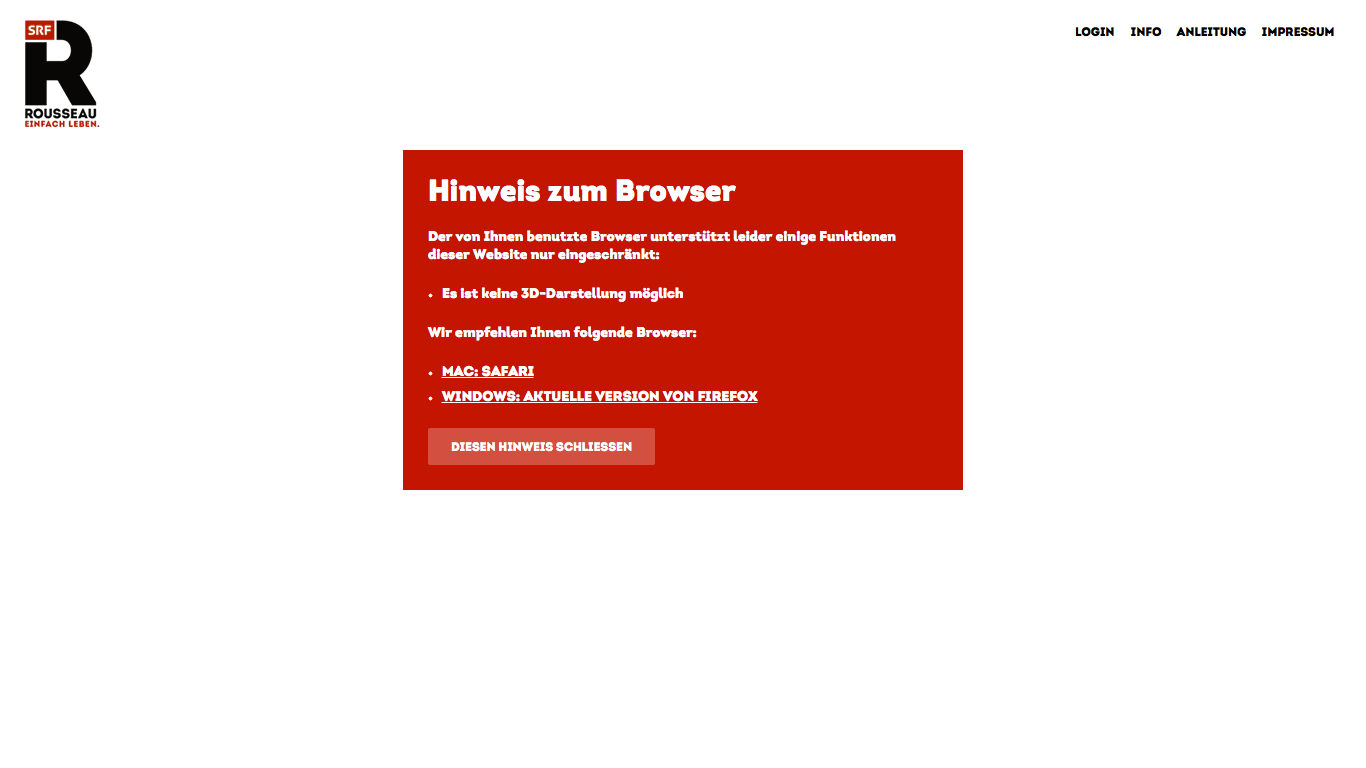 SRF
ROUSSEAU
EINFACH LEBEN.
LOGIN INFO ANLEITUNG IMPRESSUM
Hinweis zum Browser
Der von Ihnen benutzte Browser unterstützt leider einige Funktionen
dieser Website nur eingeschränkt:
• Es ist keine 3D-Darstellung möglich
Wir empfehlen Ihnen folgende Browser:
• MAC: SAFARI
• WINDOWS: AKTUELLE VERSION VON FIREFOX
DIESEN HINWEIS SCHLIESSEN